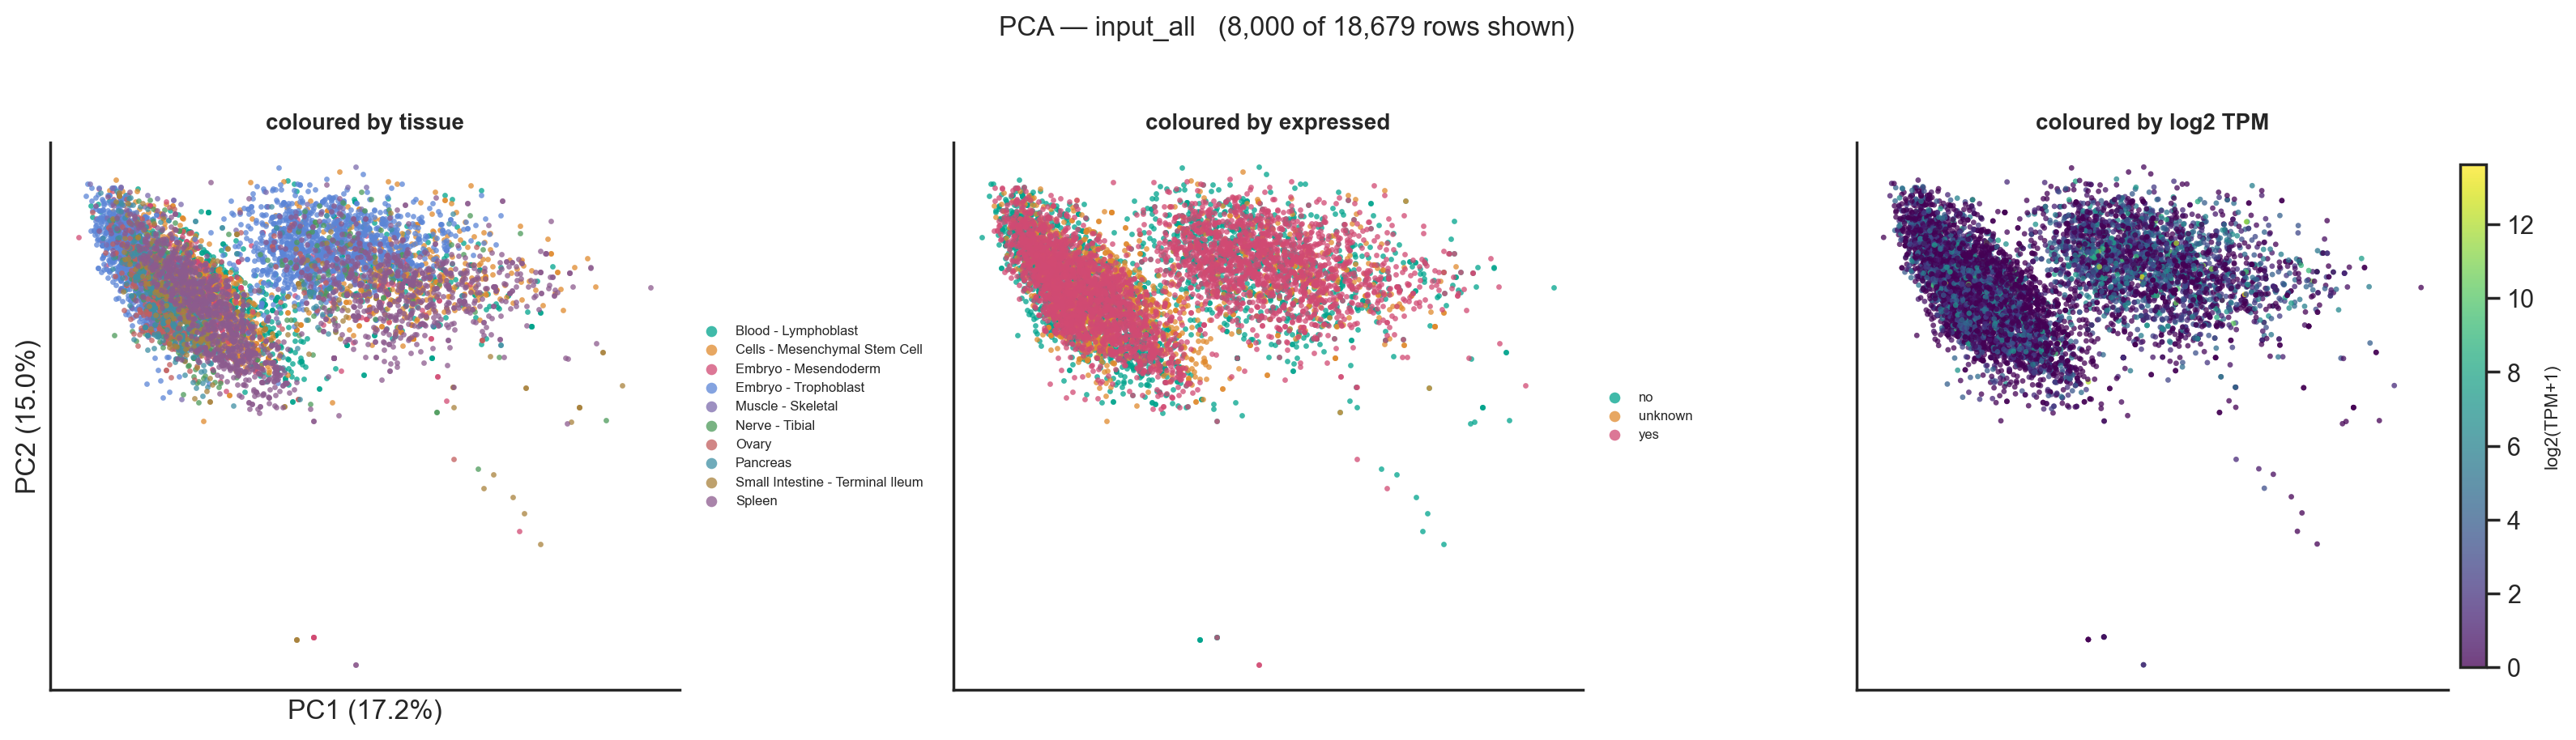 PCA — input_all (8,000 of 18,679 rows shown)
coloured by tissue
PC2 (15.0%)
PC1 (17.2%)
Blood - Lymphoblast
Cells - Mesenchymal Stem Cell
Embryo - Mesendoderm
Embryo - Trophoblast
Muscle - Skeletal
Nerve - Tibial
Ovary
Pancreas
Small Intestine - Terminal Ileum
Spleen
coloured by expressed
no
unknown
yes
coloured by log2 TPM
12
10
8
6
4
2
0
log2(TPM+1)